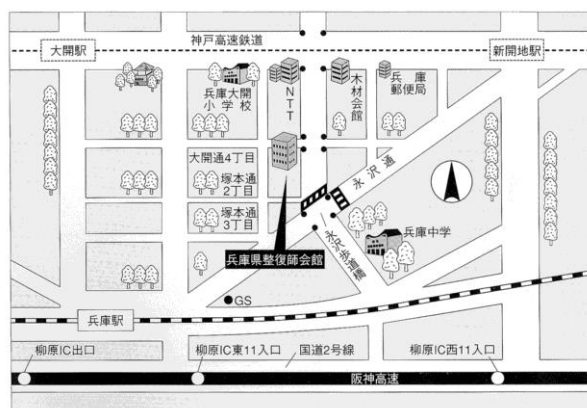 神戸高速鉄道
大開駅
新開地駅
兵庫大開
小学校
NTT
木材会館
兵庫
郵便局
大開通4丁目
塚本通
2丁目
塚本通
3丁目
永沢通
永沢歩道橋
兵庫中学
兵庫県整復師会館
GS
兵庫駅
柳原IC出口
柳原IC東11入口
国道2号線
柳原IC西11入口
阪神高速